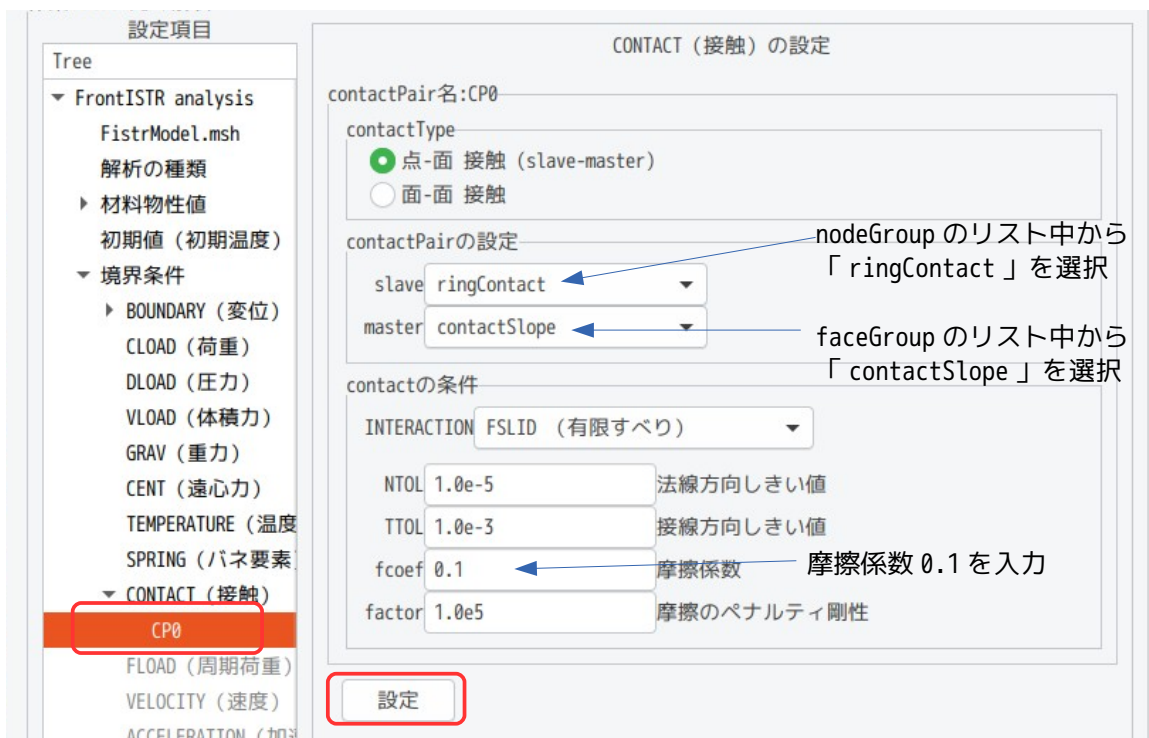 設定項目
Tree
FrontISTR analysis
FistrModel.msh
解析の種類
材料物性値
初期値（初期温度）
境界条件
BOUNDARY（変位）
CLOAD（荷重）
DLOAD（圧力）
VLOAD（体積力）
GRAV（重力）
CENT（遠心力）
TEMPERATURE（温度
SPRING（バネ要素）
CONTACT（接触）
CP0
FLOAD（周期荷重）
VELOCITY（速度）
ACCELERATION（加速
CONTACT（接触）の設定
contactPair名:CP0
contactType
点-面 接触（slave-master）
面-面 接触
contactPairの設定
slave ringContact
master contactSlope
nodeGroup のリスト中から
「 ringContact 」を選択
faceGroup のリスト中から
「 contactSlope 」を選択
contactの条件
INTERACTION FSLID （有限すべり）
NTOL 1.0e-5 法線方向しきい値
TTOL 1.0e-3 接線方向しきい値
fcoef 0.1 摩擦係数
摩擦係数 0.1 を入力
factor 1.0e5 摩擦のペナルティ剛性
設定